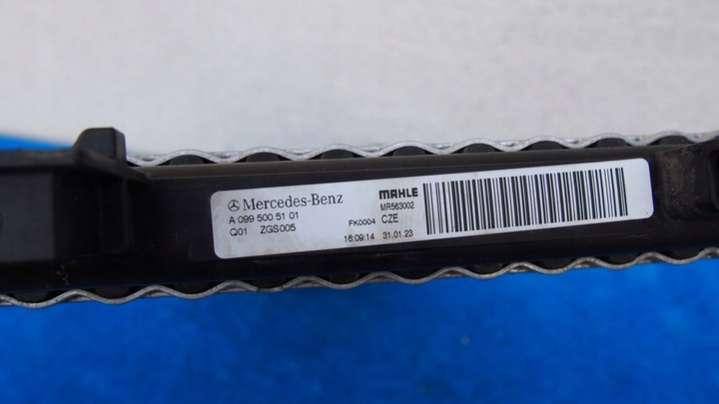 Mercedes-Benz
A 099 500 51 01
Q01 ZGS005
MAHLE
MR563002
FK0004 CZE
16:09:14 31.01.23